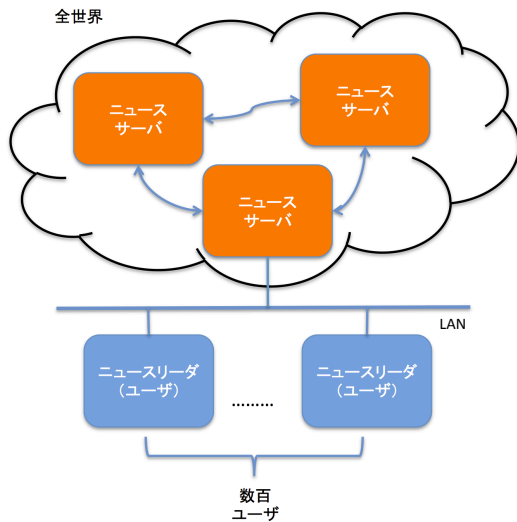 全世界
ニュース
サーバ
ニュース
サーバ
ニュース
サーバ
LAN
ニュースリーダ
(ユーザ)
………
ニュースリーダ
(ユーザ)
数百
ユーザ